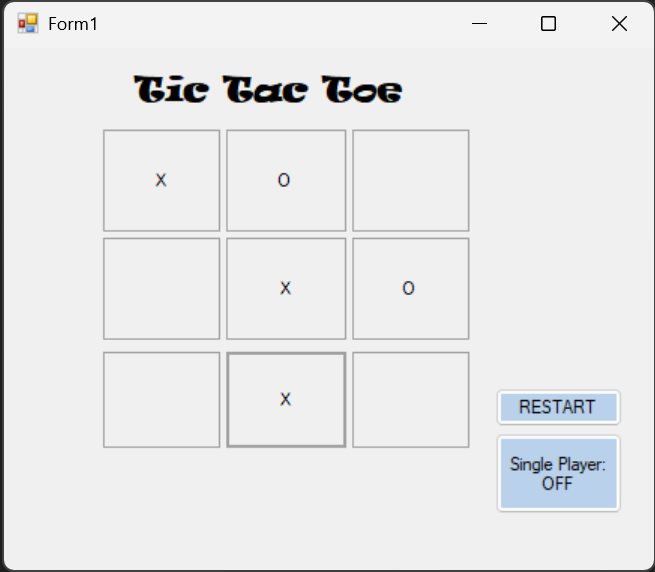 Form1
Tic Tac Toe
X O
X O
X
RESTART
Single Player:
OFF